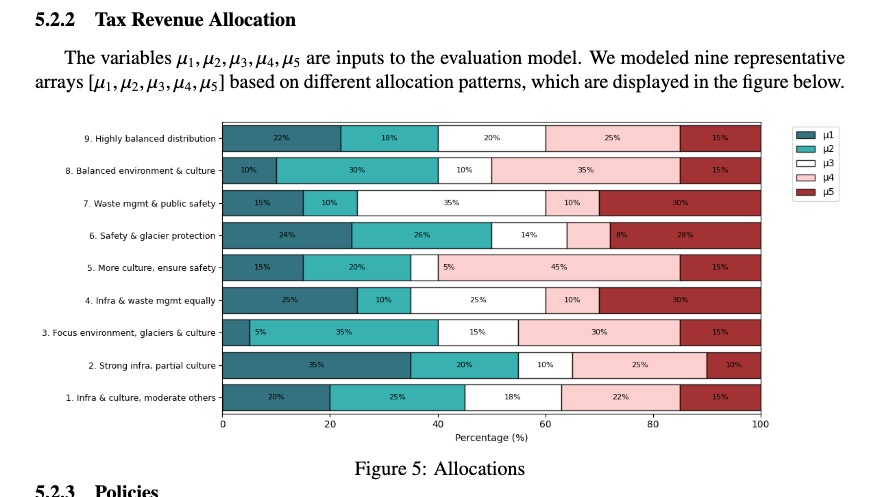 5.2.2 Tax Revenue Allocation
The variables μ₁, μ₂, μ₃, μ₄, μ₅ are inputs to the evaluation model. We modeled nine representative
arrays [μ₁, μ₂, μ₃, μ₄, μ₅] based on different allocation patterns, which are displayed in the figure below.
9. Highly balanced distribution 22% 18% 20% 25% 15%
8. Balanced environment & culture 10% 30% 10% 35% 15%
7. Waste mgmt & public safety 15% 10% 35% 10% 30%
6. Safety & glacier protection 24% 26% 14% 8% 28%
5. More culture, ensure safety 15% 20% 5% 45% 15%
4. Infra & waste mgmt equally 25% 10% 25% 10% 30%
3. Focus environment, glaciers & culture 5% 35% 15% 30% 15%
2. Strong infra, partial culture 35% 20% 10% 25% 10%
1. Infra & culture, moderate others 20% 25% 18% 22% 15%
0 20 40 60 80 100
Percentage (%)
μ1
μ2
μ3
μ4
μ5
Figure 5: Allocations
5.2.3 Policies